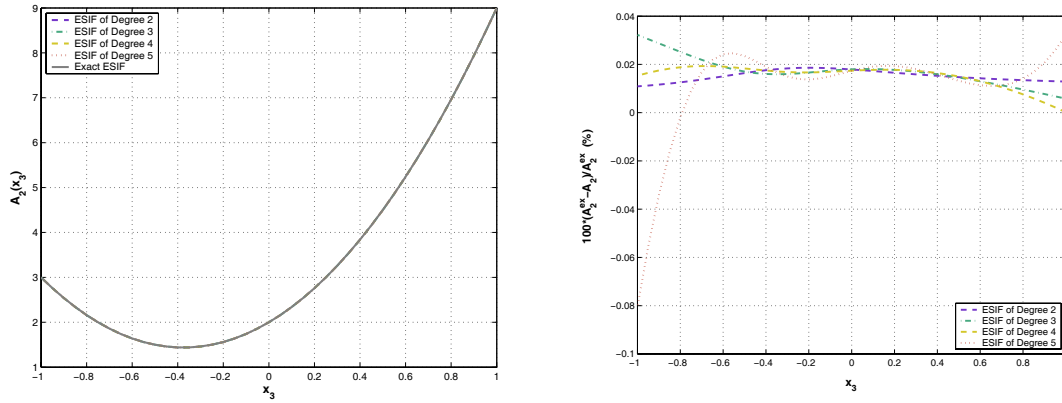 9
8
7
6
5
4
3
2
1
A2(x3)
ESIF of Degree 2
ESIF of Degree 3
ESIF of Degree 4
ESIF of Degree 5
Exact ESIF
−1 −0.8 −0.6 −0.4 −0.2 0 0.2 0.4 0.6 0.8 1
x3
0.04
0.02
0
−0.02
−0.04
−0.06
−0.08
−0.1
100*(A2^ex−A2)/A2^ex (%)
ESIF of Degree 2
ESIF of Degree 3
ESIF of Degree 4
ESIF of Degree 5
−1 −0.8 −0.6 −0.4 −0.2 0 0.2 0.4 0.6 0.8 1
x3